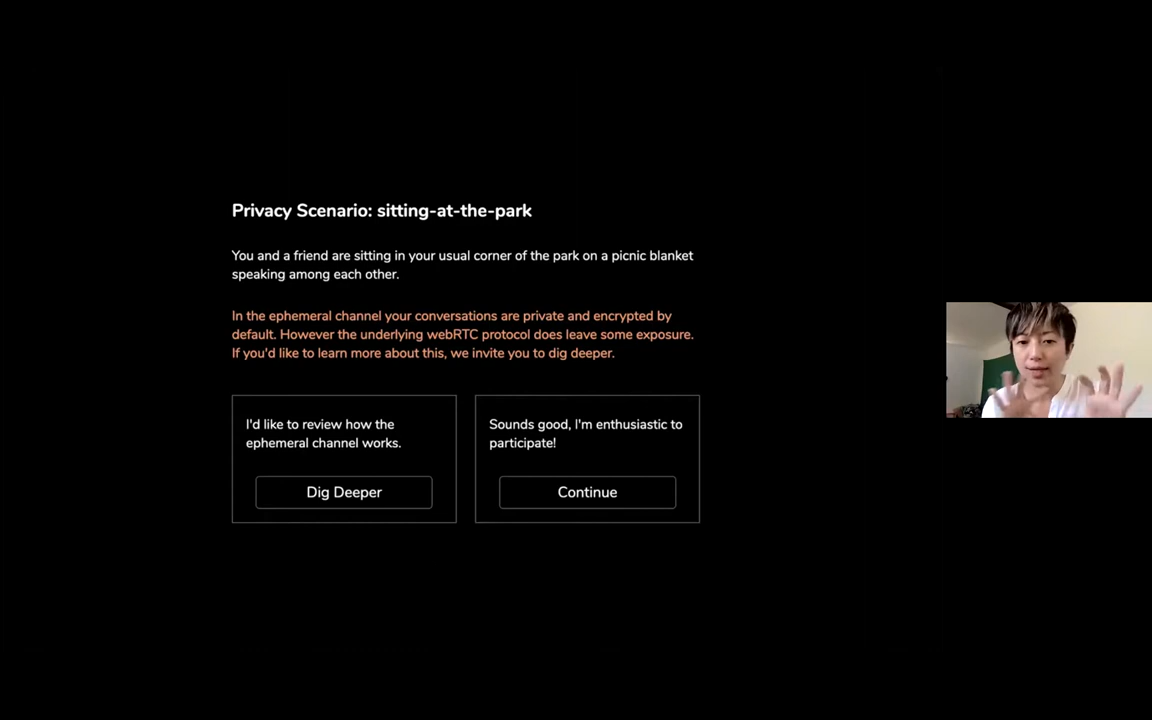 Privacy Scenario: sitting-at-the-park
You and a friend are sitting in your usual corner of the park on a picnic blanket
speaking among each other.
In the ephemeral channel your conversations are private and encrypted by
default. However the underlying webRTC protocol does leave some exposure.
If you'd like to learn more about this, we invite you to dig deeper.
I'd like to review how the
ephemeral channel works.
Dig Deeper
Sounds good, I'm enthusiastic to
participate!
Continue